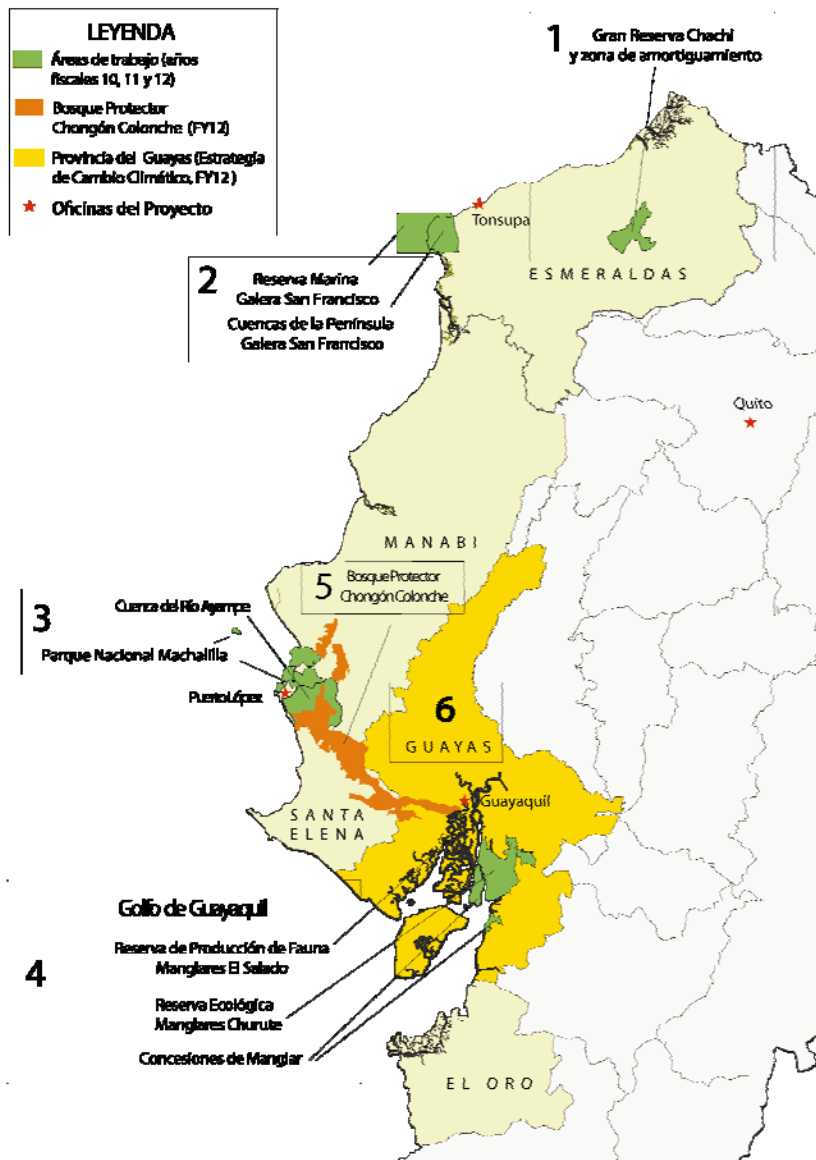 LEYENDA
Áreas de trabajo (años
fiscales 10, 11 y 12)
Bosque Protector
Chongón Colonche (FY12)
Provincia del Guayas (Estrategia
de Cambio Climático, FY12 )
Oficinas del Proyecto
1
Gran Reserva Chachi
y zona de amortiguamiento
Tonsupa
ESMERALDAS
2
Reserva Marina
Galera San Francisco
Cuencas de la Península
Galera San Francisco
Quito
MANABI
5
Bosque Protector
Chongón Colonche
3
Cuenca del Río Ayampe
Parque Nacional Machalilla
Puerto López
6
GUAYAS
Guayaquil
SANTA
ELENA
4
Golfo de Guayaquil
Reserva de Producción de Fauna
Manglares El Salado
Reserva Ecológica
Manglares Churute
Concesiones de Manglar
EL ORO